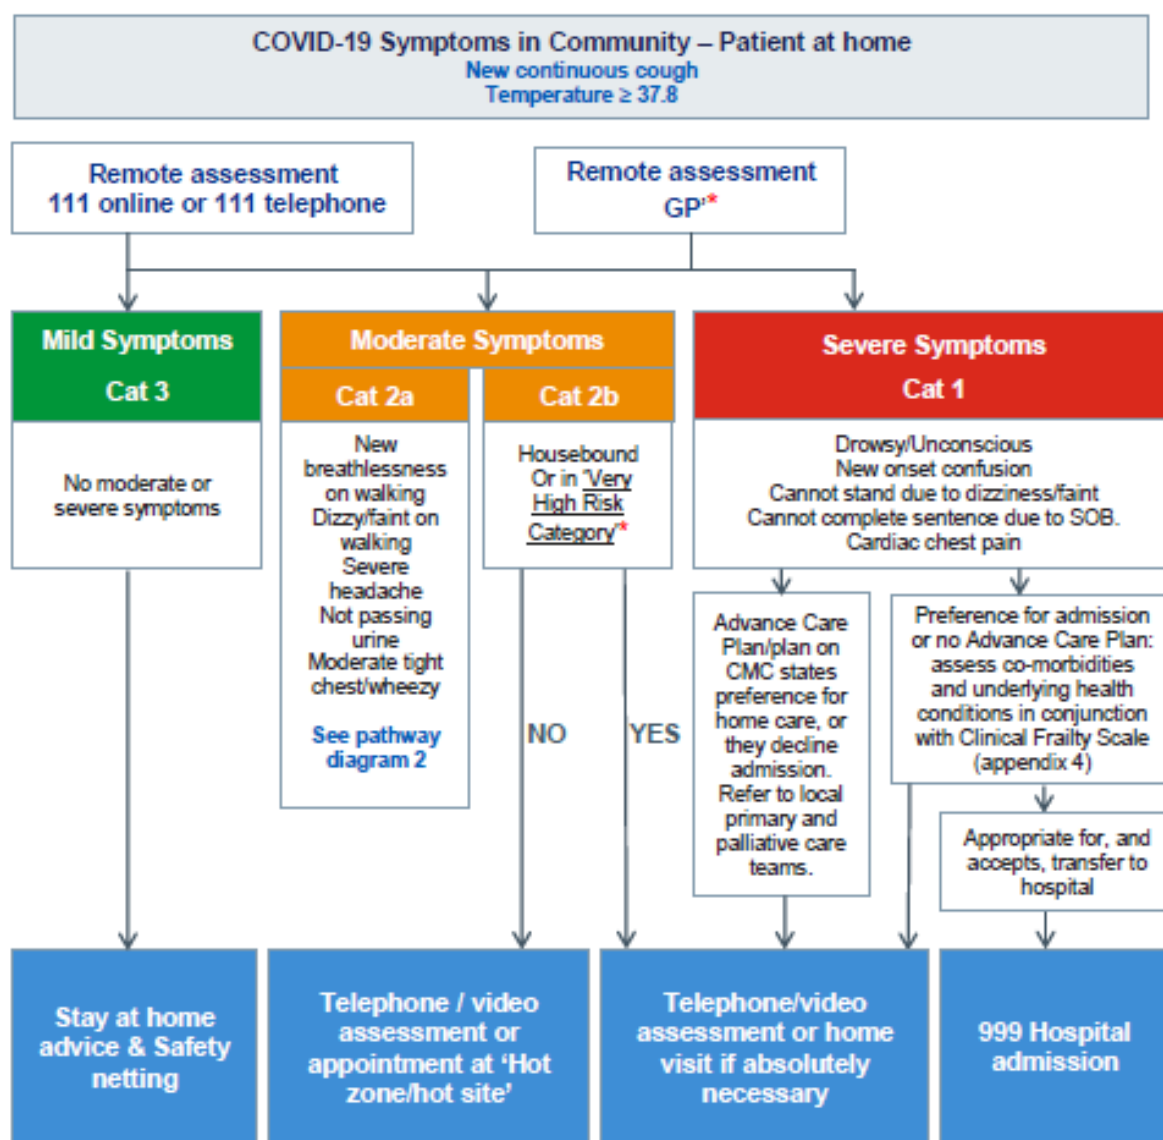 COVID-19 Symptoms in Community – Patient at home
New continuous cough
Temperature ≥ 37.8
Remote assessment
111 online or 111 telephone
Remote assessment
GP'*
Mild Symptoms
Cat 3
No moderate or
severe symptoms
Moderate Symptoms
Cat 2a
New
breathlessness
on walking
Dizzy/faint on
walking
Severe
headache
Not passing
urine
Moderate tight
chest/wheezy
See pathway
diagram 2
Cat 2b
Housebound
Or in 'Very
High Risk
Category'*
NO
YES
Severe Symptoms
Cat 1
Drowsy/Unconscious
New onset confusion
Cannot stand due to dizziness/faint
Cannot complete sentence due to SOB.
Cardiac chest pain
Advance Care
Plan/plan on
CMC states
preference for
home care, or
they decline
admission.
Refer to local
primary and
palliative care
teams.
Preference for admission
or no Advance Care Plan:
assess co-morbidities
and underlying health
conditions in conjunction
with Clinical Frailty Scale
(appendix 4)
Appropriate for, and
accepts, transfer to
hospital
Stay at home
advice & Safety
netting
Telephone / video
assessment or
appointment at 'Hot
zone/hot site'
Telephone/video
assessment or home
visit if absolutely
necessary
999 Hospital
admission